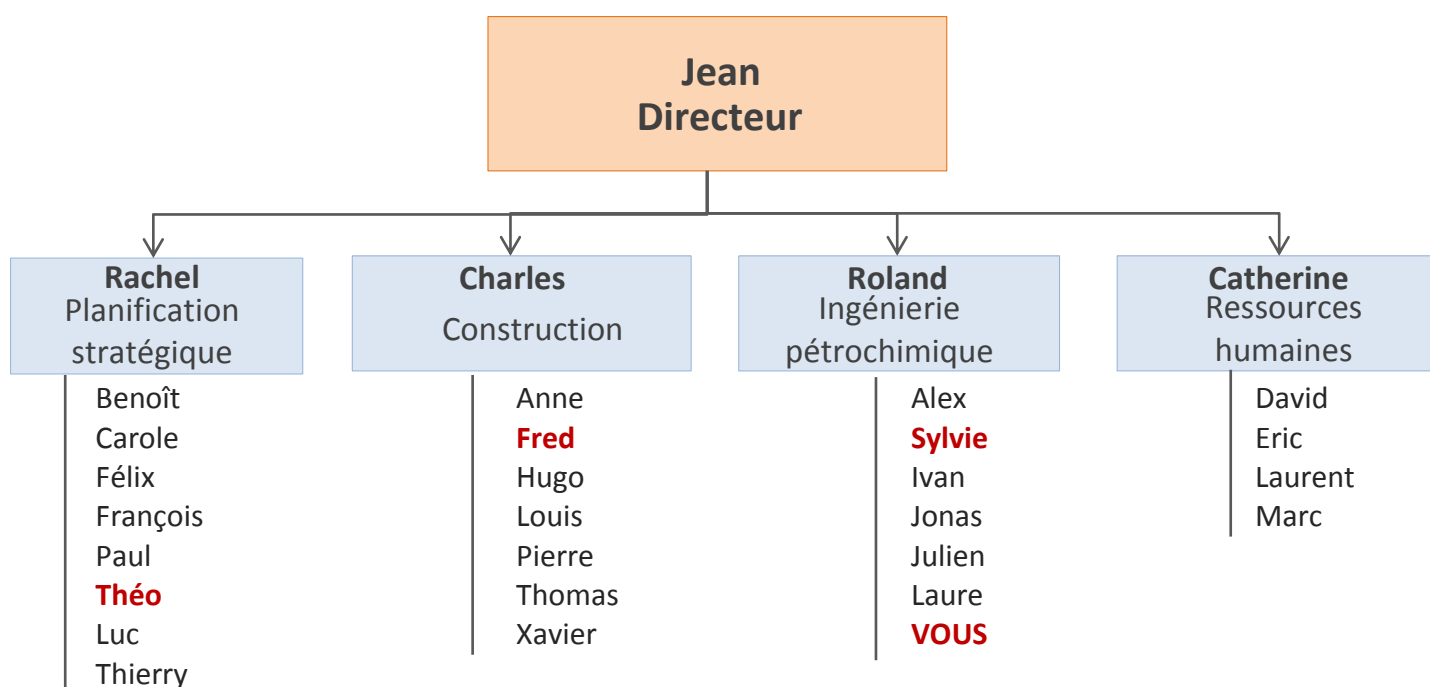 Jean
Directeur
Rachel
Planification
stratégique
Benoît
Carole
Félix
François
Paul
Théo
Luc
Thierry
Charles
Construction
Anne
Fred
Hugo
Louis
Pierre
Thomas
Xavier
Roland
Ingénierie
pétrochimique
Alex
Sylvie
Ivan
Jonas
Julien
Laure
VOUS
Catherine
Ressources
humaines
David
Eric
Laurent
Marc